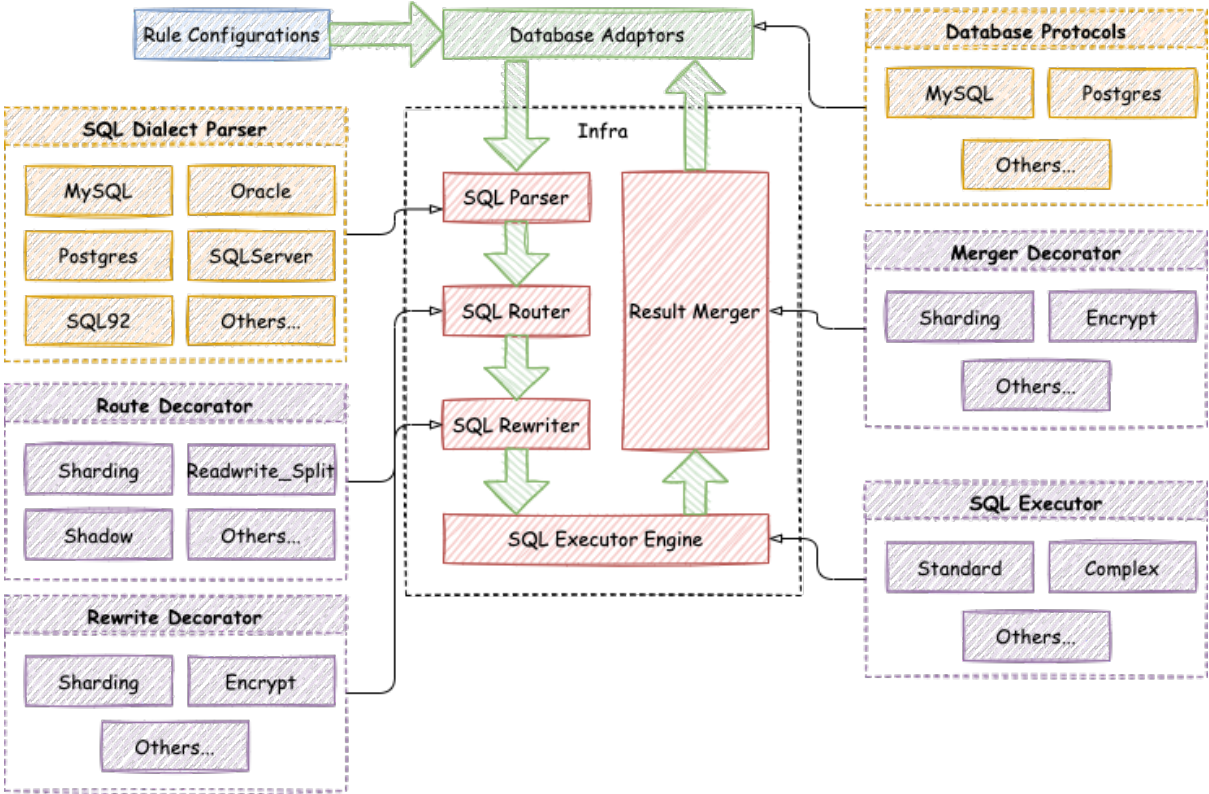 Rule Configurations
Database Adaptors
Database Protocols
MySQL
Postgres
Others...
SQL Dialect Parser
MySQL
Oracle
Postgres
SQLServer
SQL92
Others...
Infra
SQL Parser
SQL Router
SQL Rewriter
Result Merger
SQL Executor Engine
Merger Decorator
Sharding
Encrypt
Others...
Route Decorator
Sharding
Readwrite_Split
Shadow
Others...
SQL Executor
Standard
Complex
Others...
Rewrite Decorator
Sharding
Encrypt
Others...